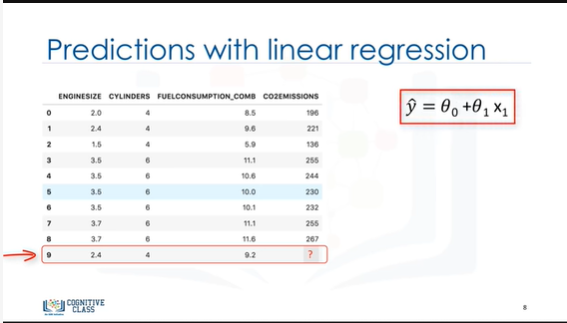 Predictions with linear regression
ENGINESIZE CYLINDERS FUELCONSUMPTION_COMB CO2EMISSIONS
0 2.0 4 8.5 196
1 2.4 4 9.6 221
2 1.5 4 5.9 136
3 3.5 6 11.1 255
4 3.5 6 10.6 244
5 3.5 6 10.0 230
6 3.5 6 10.1 232
7 3.7 6 11.1 255
8 3.7 6 11.6 267
9 2.4 4 9.2 ?
ŷ = θ₀ +θ₁ x₁
COGNITIVE
CLASS
8